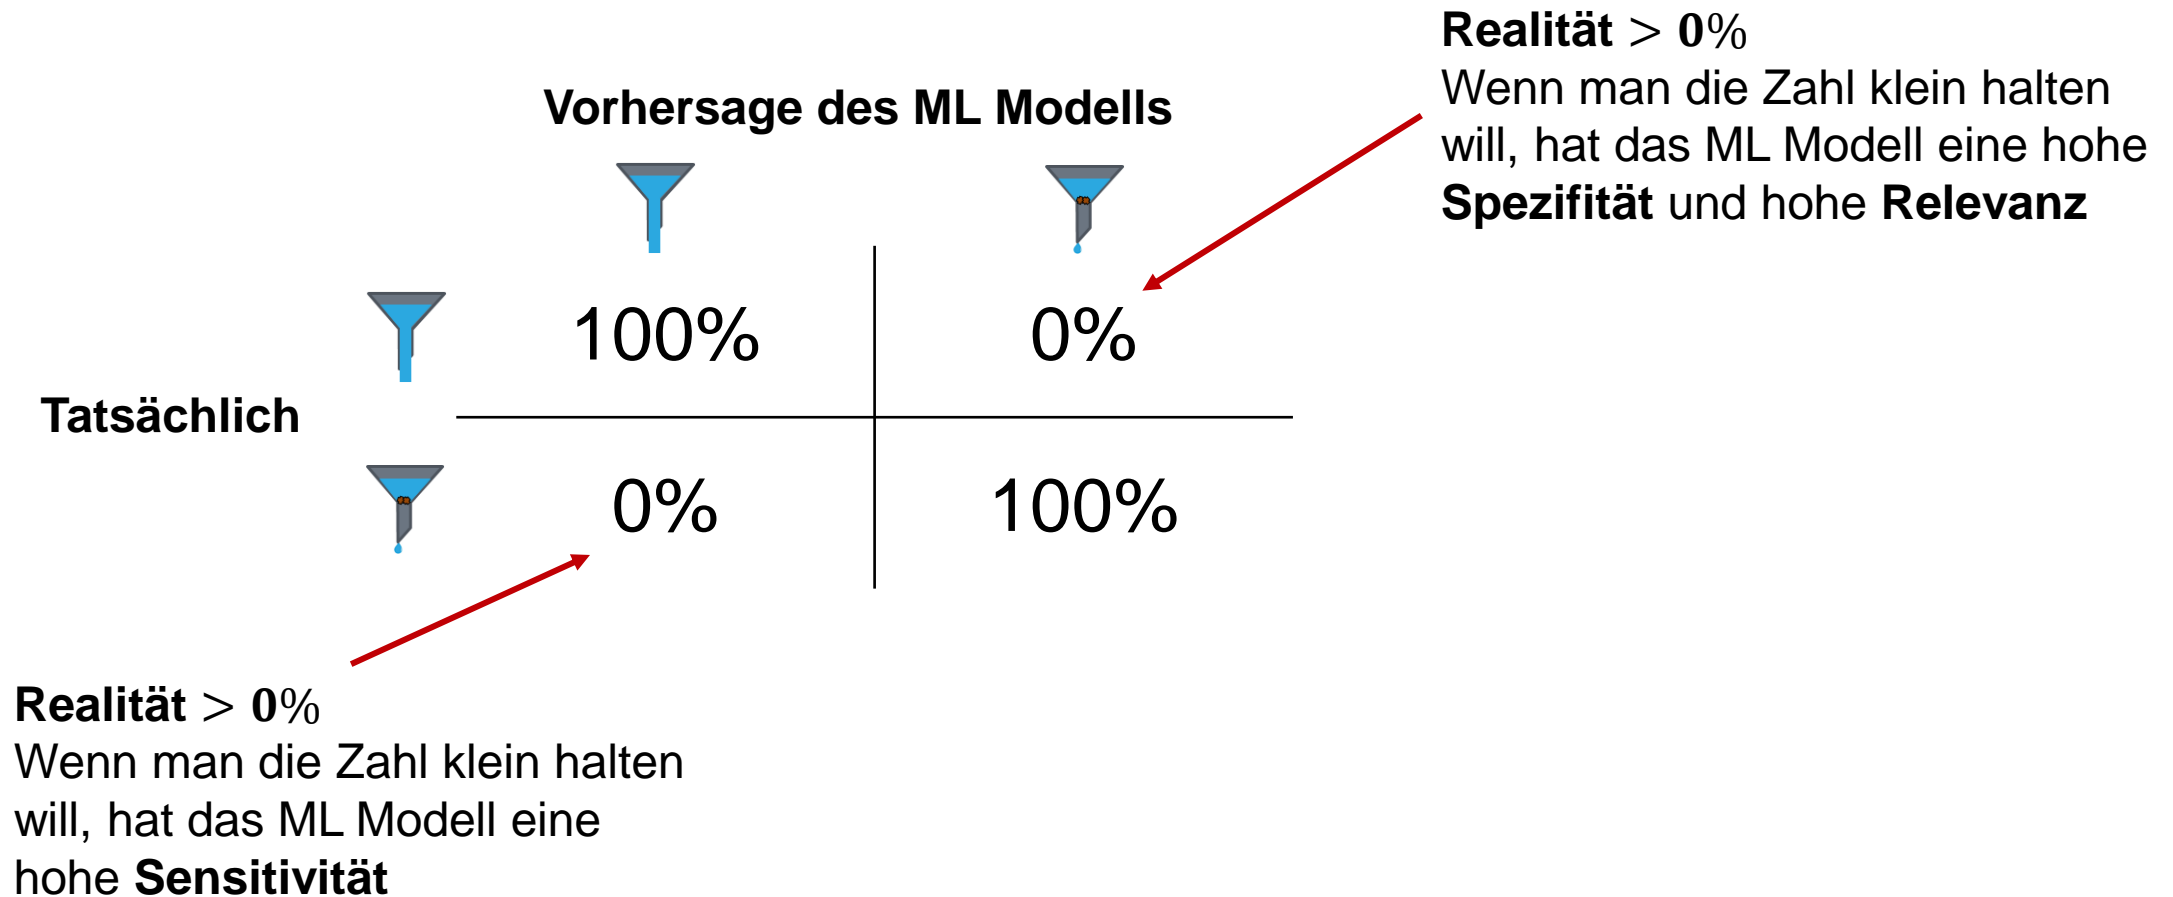 Realität > 0%
Wenn man die Zahl klein halten
will, hat das ML Modell eine hohe
Spezifität und hohe Relevanz
Vorhersage des ML Modells
100%
0%
Tatsächlich
0%
100%
Realität > 0%
Wenn man die Zahl klein halten
will, hat das ML Modell eine
hohe Sensitivität